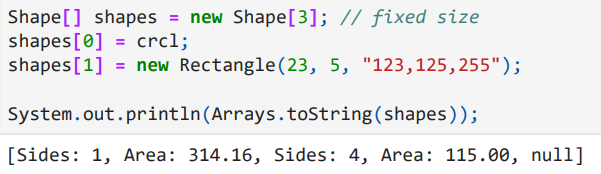 Shape[] shapes = new Shape[3]; // fixed size
shapes[0] = crcl;
shapes[1] = new Rectangle(23, 5, "123,125,255");
System.out.println(Arrays.toString(shapes));
[Sides: 1, Area: 314.16, Sides: 4, Area: 115.00, null]